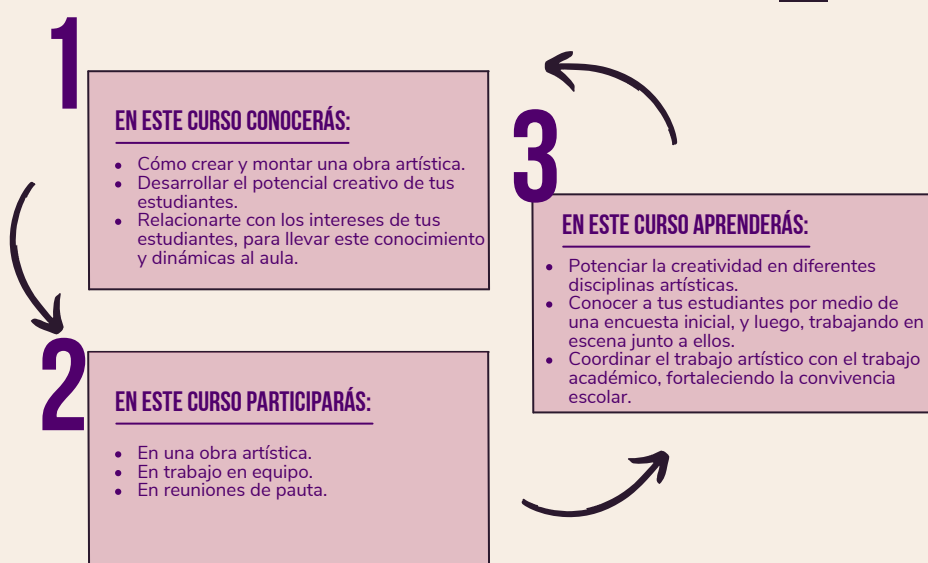 1
EN ESTE CURSO CONOCERÁS:
• Cómo crear y montar una obra artística.
• Desarrollar el potencial creativo de tus
estudiantes.
• Relacionarte con los intereses de tus
estudiantes, para llevar este conocimiento
y dinámicas al aula.
2
EN ESTE CURSO PARTICIPARÁS:
• En una obra artística.
• En trabajo en equipo.
• En reuniones de pauta.
3
EN ESTE CURSO APRENDERÁS:
• Potenciar la creatividad en diferentes
disciplinas artísticas.
• Conocer a tus estudiantes por medio de
una encuesta inicial, y luego, trabajando en
escena junto a ellos.
• Coordinar el trabajo artístico con el trabajo
académico, fortaleciendo la convivencia
escolar.